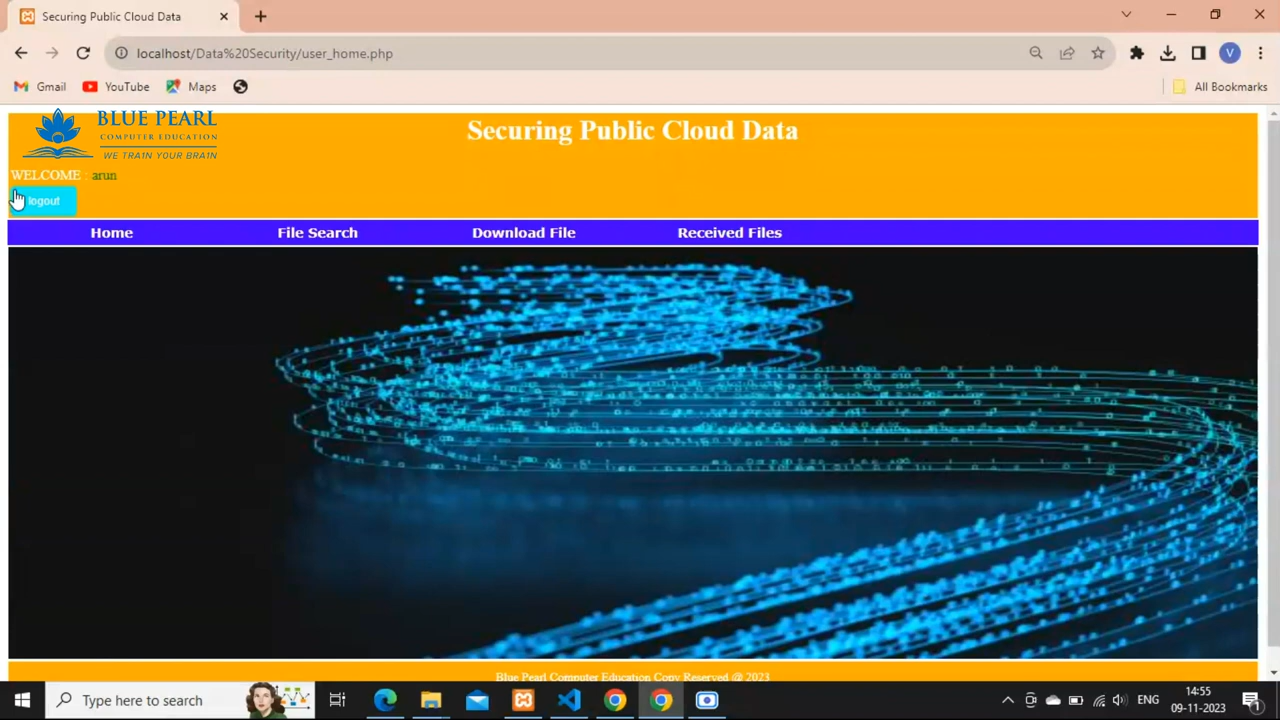 Securing Public Cloud Data
localhost/Data%20Security/user_home.php
V
Gmail YouTube Maps All Bookmarks
BLUE PEARL
COMPUTER EDUCATION
WE TRAIN YOUR BRAIN
Securing Public Cloud Data
WELCOME arun
logout
Home File Search Download File Received Files
Blue Pearl Computer Education Copy Reserved @ 2023
Type here to search
ENG
14:55
09-11-2023
1